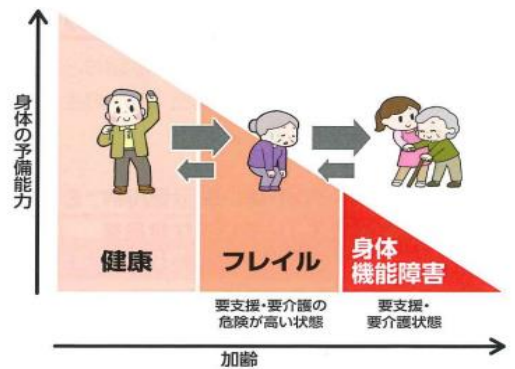 身体の予備能力
健康
フレイル
身体
機能障害
要支援・要介護の
危険が高い状態
要支援・
要介護状態
加齢